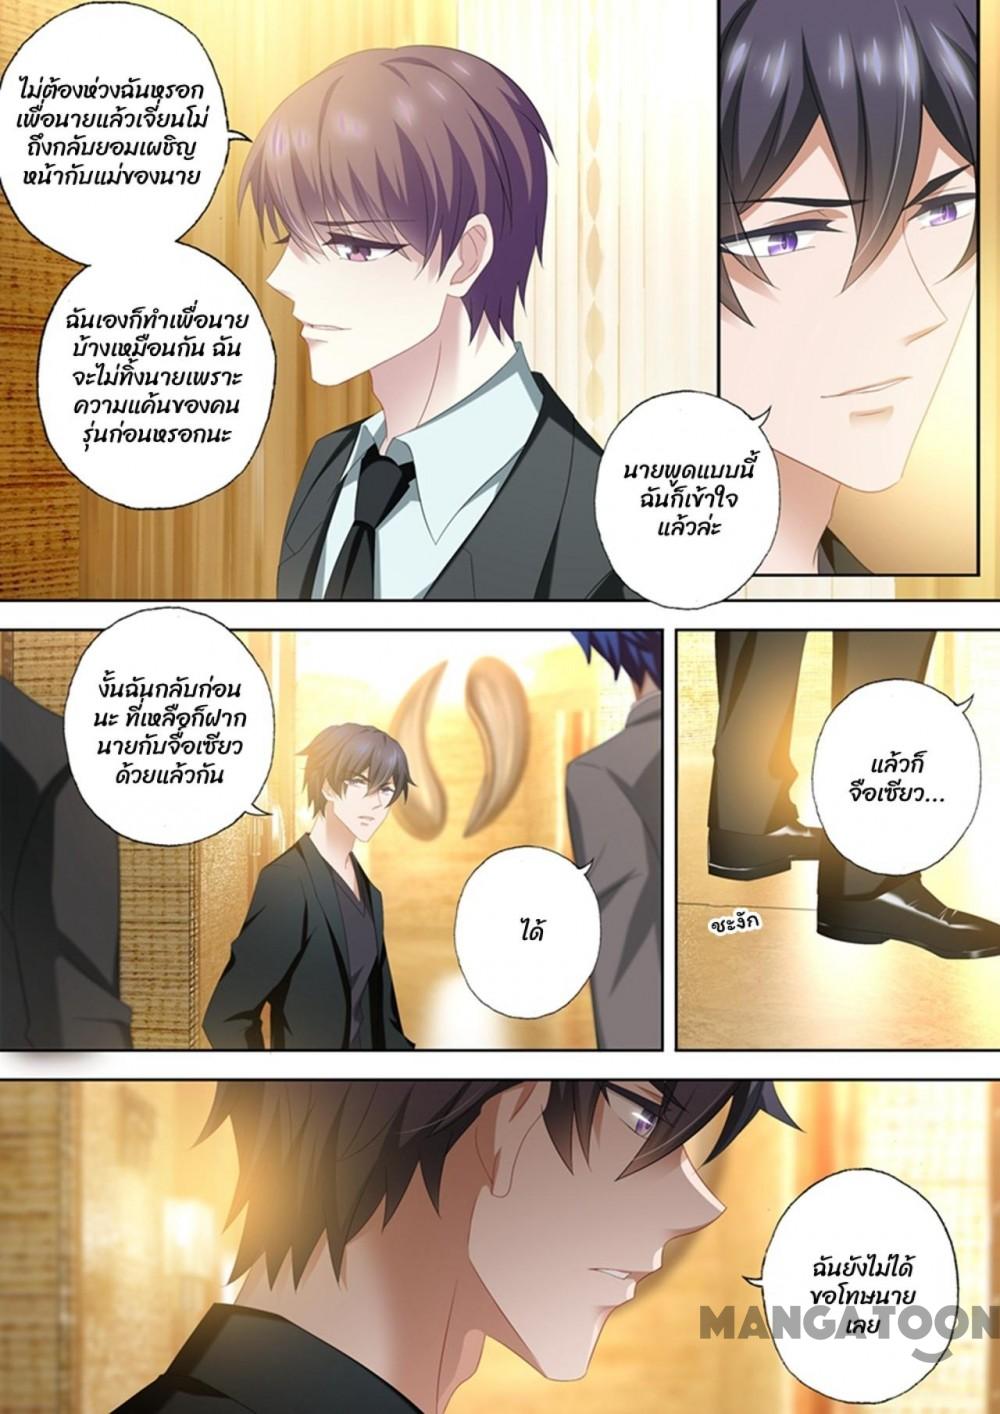 ไม่ต้องห่วงฉันหรอก
เพื่อนายแล้วเจี่ยนโม่
ถึงกลับยอมเผชิญ
หน้ากับแม่ของนาย
ฉันเองก็ทำเพื่อนาย
บ้างเหมือนกัน ฉัน
จะไม่ทิ้งนายเพราะ
ความแค้นของคน
รุ่นก่อนหรอกนะ
นายพูดแบบนี้
ฉันก็เข้าใจ
แล้วล่ะ
งั้นฉันกลับก่อน
นะ ที่เหลือก็ฝาก
นายกับจื่อเซียว
ด้วยแล้วกัน
ได้
แล้วก็
จือเซียว...
ชะงัก
ฉันยังไม่ได้
ขอโทษนาย
เลย
MANGATOON